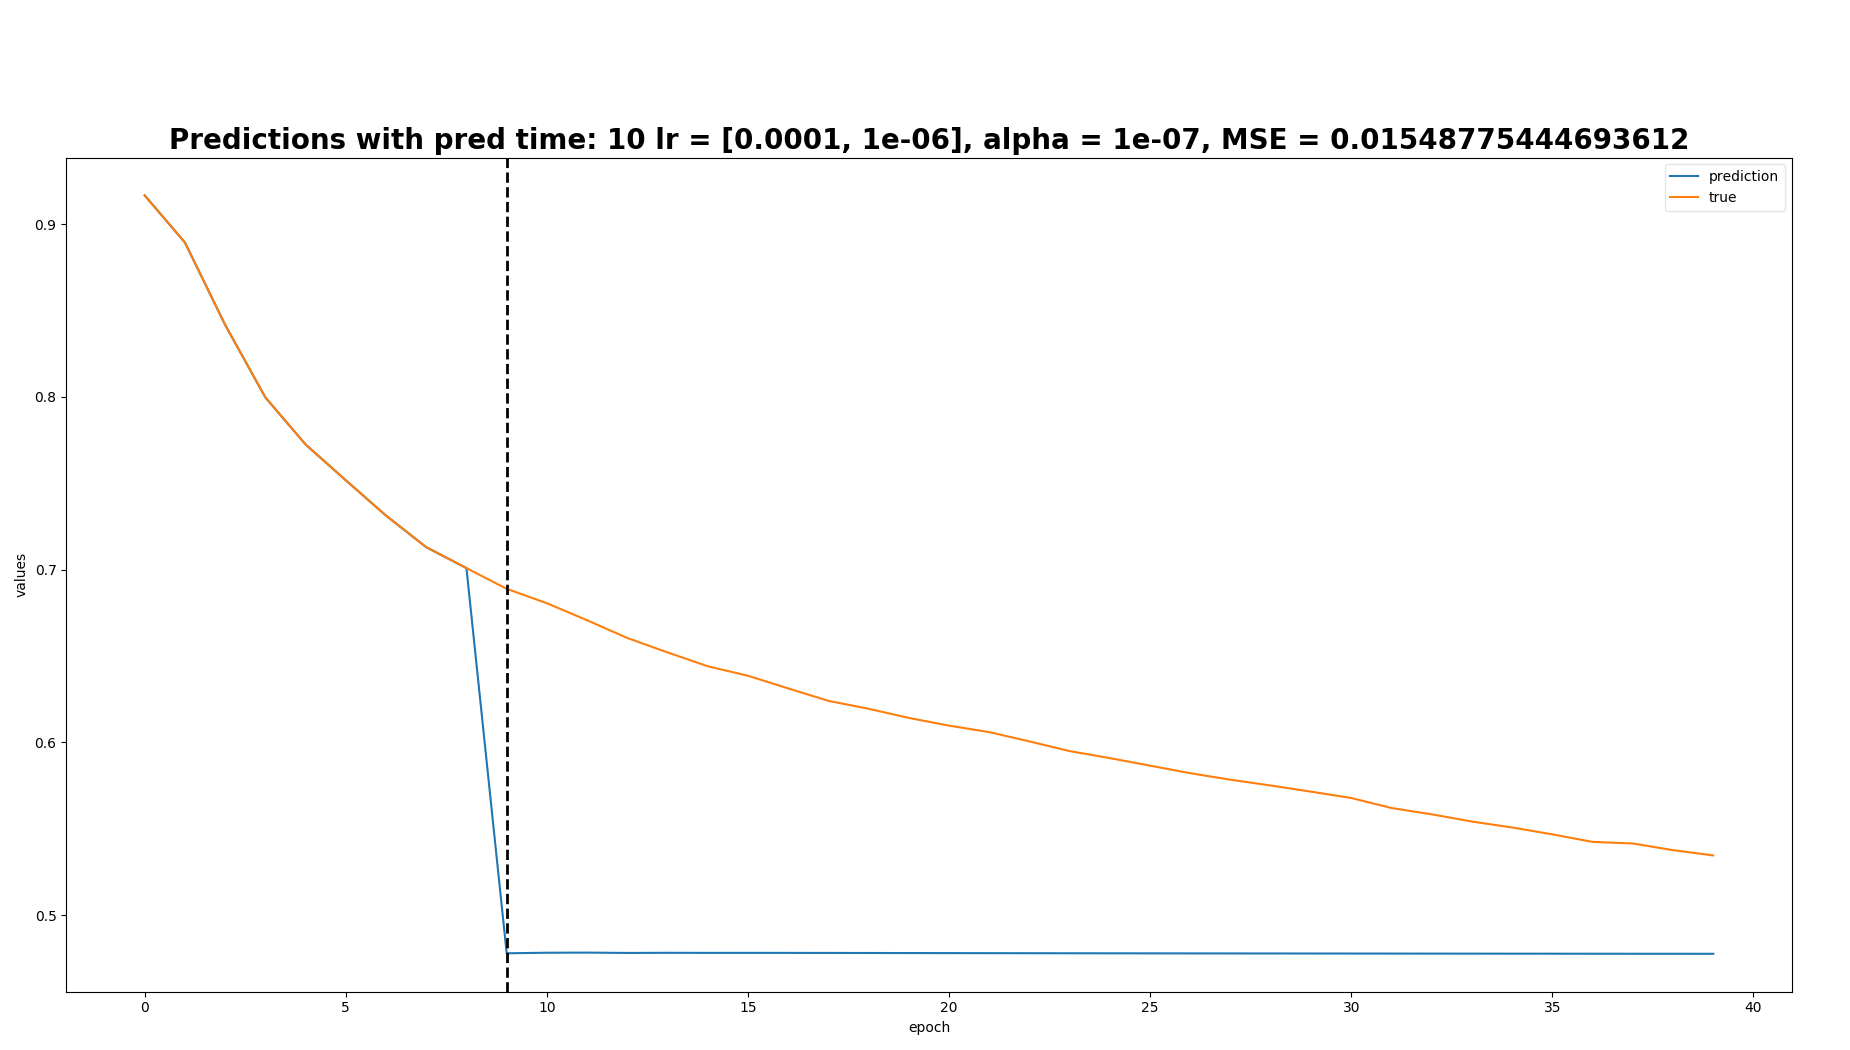 Predictions with pred time: 10 lr = [0.0001, 1e-06], alpha = 1e-07, MSE = 0.01548775444693612
prediction
true
values
0.9
0.8
0.7
0.6
0.5
0 5 10 15 20 25 30 35 40
epoch